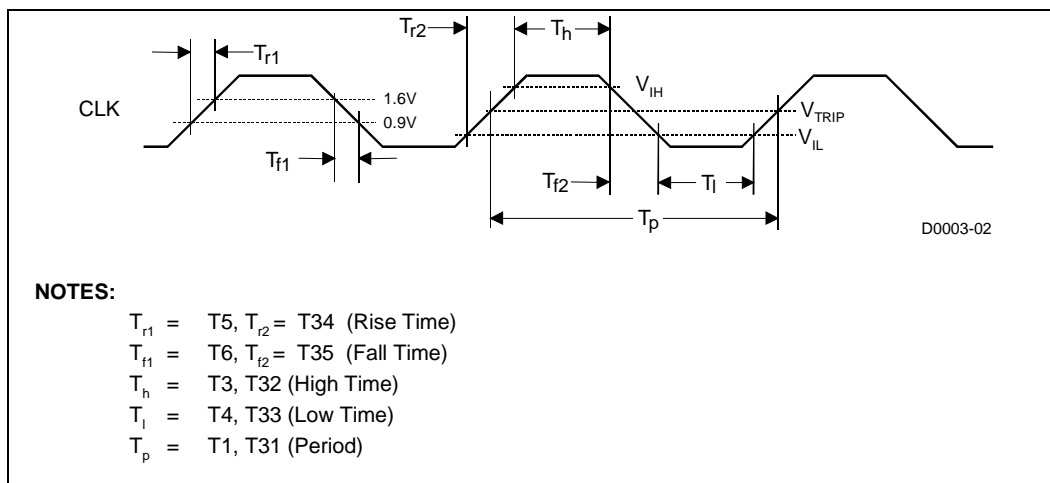 Tr2
Th
Tr1
CLK
VIH
1.6V
VTRIP
0.9V
VIL
Tf1
Tf2
Tl
Tp
D0003-02
NOTES:
Tr1 = T5, Tr2 = T34 (Rise Time)
Tf1 = T6, Tf2 = T35 (Fall Time)
Th = T3, T32 (High Time)
Tl = T4, T33 (Low Time)
Tp = T1, T31 (Period)